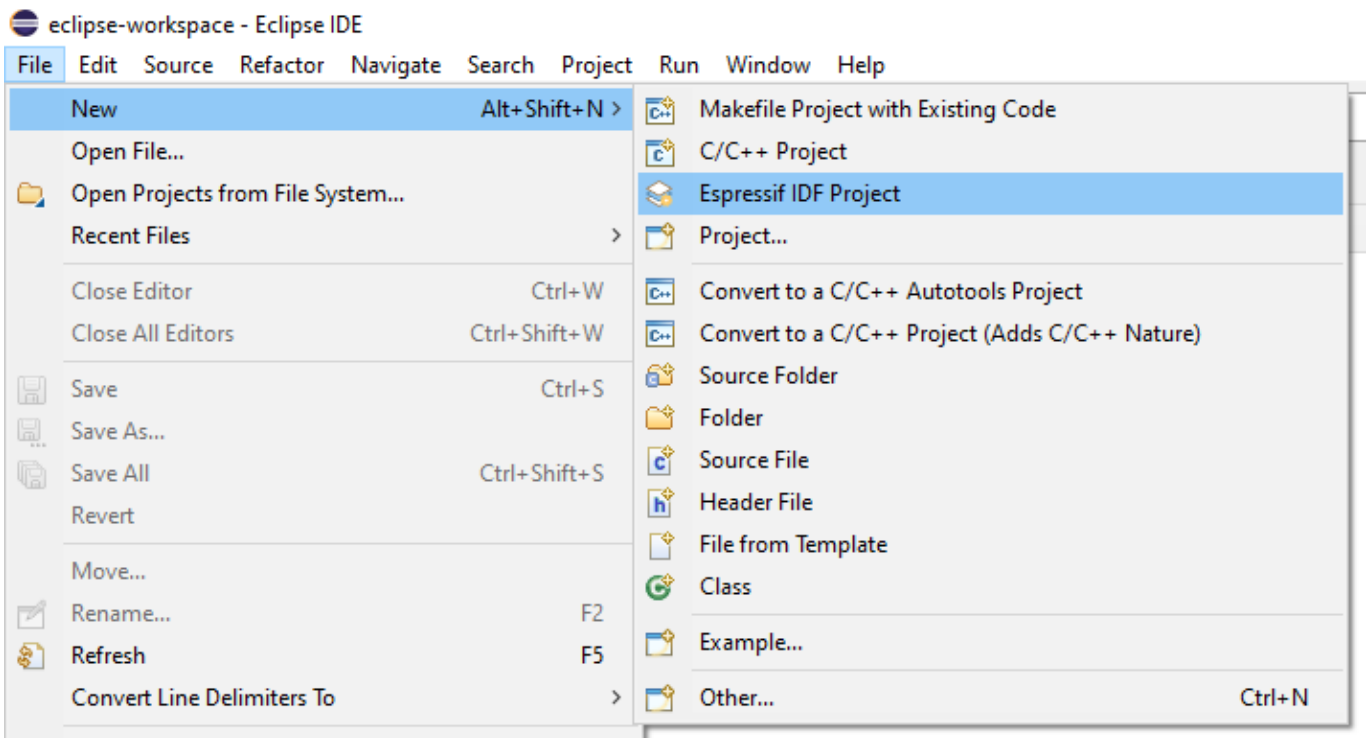 eclipse-workspace - Eclipse IDE
File Edit Source Refactor Navigate Search Project Run Window Help
New Alt+Shift+N >
Open File...
Open Projects from File System...
Recent Files >
Close Editor Ctrl+W
Close All Editors Ctrl+Shift+W
Save Ctrl+S
Save As...
Save All Ctrl+Shift+S
Revert
Move...
Rename... F2
Refresh F5
Convert Line Delimiters To >
Makefile Project with Existing Code
C/C++ Project
Espressif IDF Project
Project...
Convert to a C/C++ Autotools Project
Convert to a C/C++ Project (Adds C/C++ Nature)
Source Folder
Folder
Source File
Header File
File from Template
Class
Example...
Other... Ctrl+N